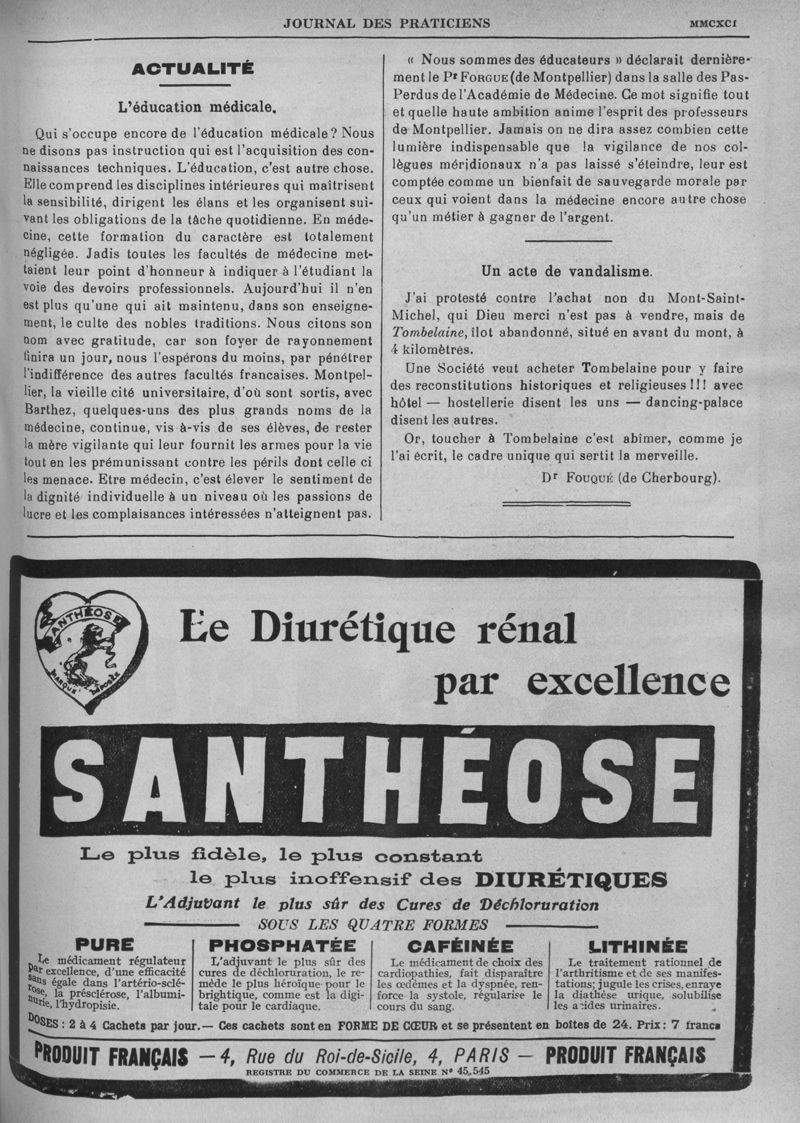 JOURNAL DES PRATICIENS
MMCXCI
ACTUALITÉ
L'éducation médicale.
Qui s'occupe encore de l'éducation médicale? Nous
ne disons pas instruction qui est l'acquisition des con-
naissances techniques. L'éducation, c'est autre chose.
Elle comprend les disciplines intérieures qui maîtrisent
la sensibilité, dirigent les élans et les organisent sui-
vant les obligations de la tâche quotidienne. En méde-
cine, cette formation du caractère est totalement
négligée. Jadis toutes les facultés de médecine met-
taient leur point d'honneur à indiquer à l'étudiant la
voie des devoirs professionnels. Aujourd'hui il n'en
est plus qu'une qui ait maintenu, dans son enseigne-
ment, le culte des nobles traditions. Nous citons son
nom avec gratitude, car son foyer de rayonnement
finira un jour, nous l'espérons du moins, par pénétrer
l'indifférence des autres facultés francaises. Montpel-
lier, la vieille cité universitaire, d'où sont sortis, avec
Barthez, quelques-uns des plus grands noms de la
médecine, continue, vis à-vis de ses élèves, de rester
la mère vigilante qui leur fournit les armes pour la vie
tout en les prémunissant contre les périls dont celle ci
les menace. Etre médecin, c'est élever le sentiment de
la dignité individuelle à un niveau où les passions de
lucre et les complaisances intéressées n'atteignent pas.
« Nous sommes des éducateurs » déclarait dernière-
ment le Pr FORGUE (de Montpellier) dans la salle des Pas-
Perdus de l'Académie de Médecine. Ce mot signifie tout
et quelle haute ambition anime l'esprit des professeurs
de Montpellier. Jamais on ne dira assez combien cette
lumière indispensable que la vigilance de nos col-
lègues méridionaux n'a pas laissé s'éteindre, leur est
comptée comme un bienfait de sauvegarde morale par
ceux qui voient dans la médecine encore autre chose
qu'un métier à gagner de l'argent.
Un acte de vandalisme.
J'ai protesté contre l'achat non du Mont-Saint-
Michel, qui Dieu merci n'est pas à vendre, mais de
Tombelaine, îlot abandonné, situé en avant du mont, à
4 kilomètres.
Une Société veut acheter Tombelaine pour y faire
des reconstitutions historiques et religieuses!!! avec
hôtel — hostellerie disent les uns — dancing-palace
disent les autres.
Or, toucher à Tombelaine c'est abîmer, comme je
l'ai écrit, le cadre unique qui sertit la merveille.
Dr FOUQUÉ (de Cherbourg).
SANTHÉOSE
MARQUE DÉPOSÉE
Le Diurétique rénal
par excellence
SANTHÉOSE
Le plus fidèle, le plus constant
le plus inoffensif des DIURÉTIQUES
L'Adjuvant le plus sûr des Cures de Déchloruration
SOUS LES QUATRE FORMES
PURE
Le médicament régulateur
par excellence, d'une efficacité
sans égale dans l'artério-sclé-
rose, la présclérose, l'albumi-
nurie, l'hydropisie.
PHOSPHATÉE
L'adjuvant le plus sûr des
cures de déchloruration, le re-
mède le plus héroïque pour le
brightique, comme est la digi-
tale pour le cardiaque.
CAFÉINÉE
Le médicament de choix des
cardiopathies, fait disparaître
les œdèmes et la dyspnée, ren-
force la systole, régularise le
cours du sang.
LITHINÉE
Le traitement rationnel de
l'arthritisme et de ses manifes-
tations; jugule les crises, enraye
la diathèse urique, solubilise
les acides urinaires.
DOSES : 2 à 4 Cachets par jour. — Ces cachets sont en FORME DE CŒUR et se présentent en boîtes de 24. Prix : 7 francs
PRODUIT FRANÇAIS — 4, Rue du Roi-de-Sicile, 4, PARIS — PRODUIT FRANÇAIS
REGISTRE DU COMMERCE DE LA SEINE N° 45.545